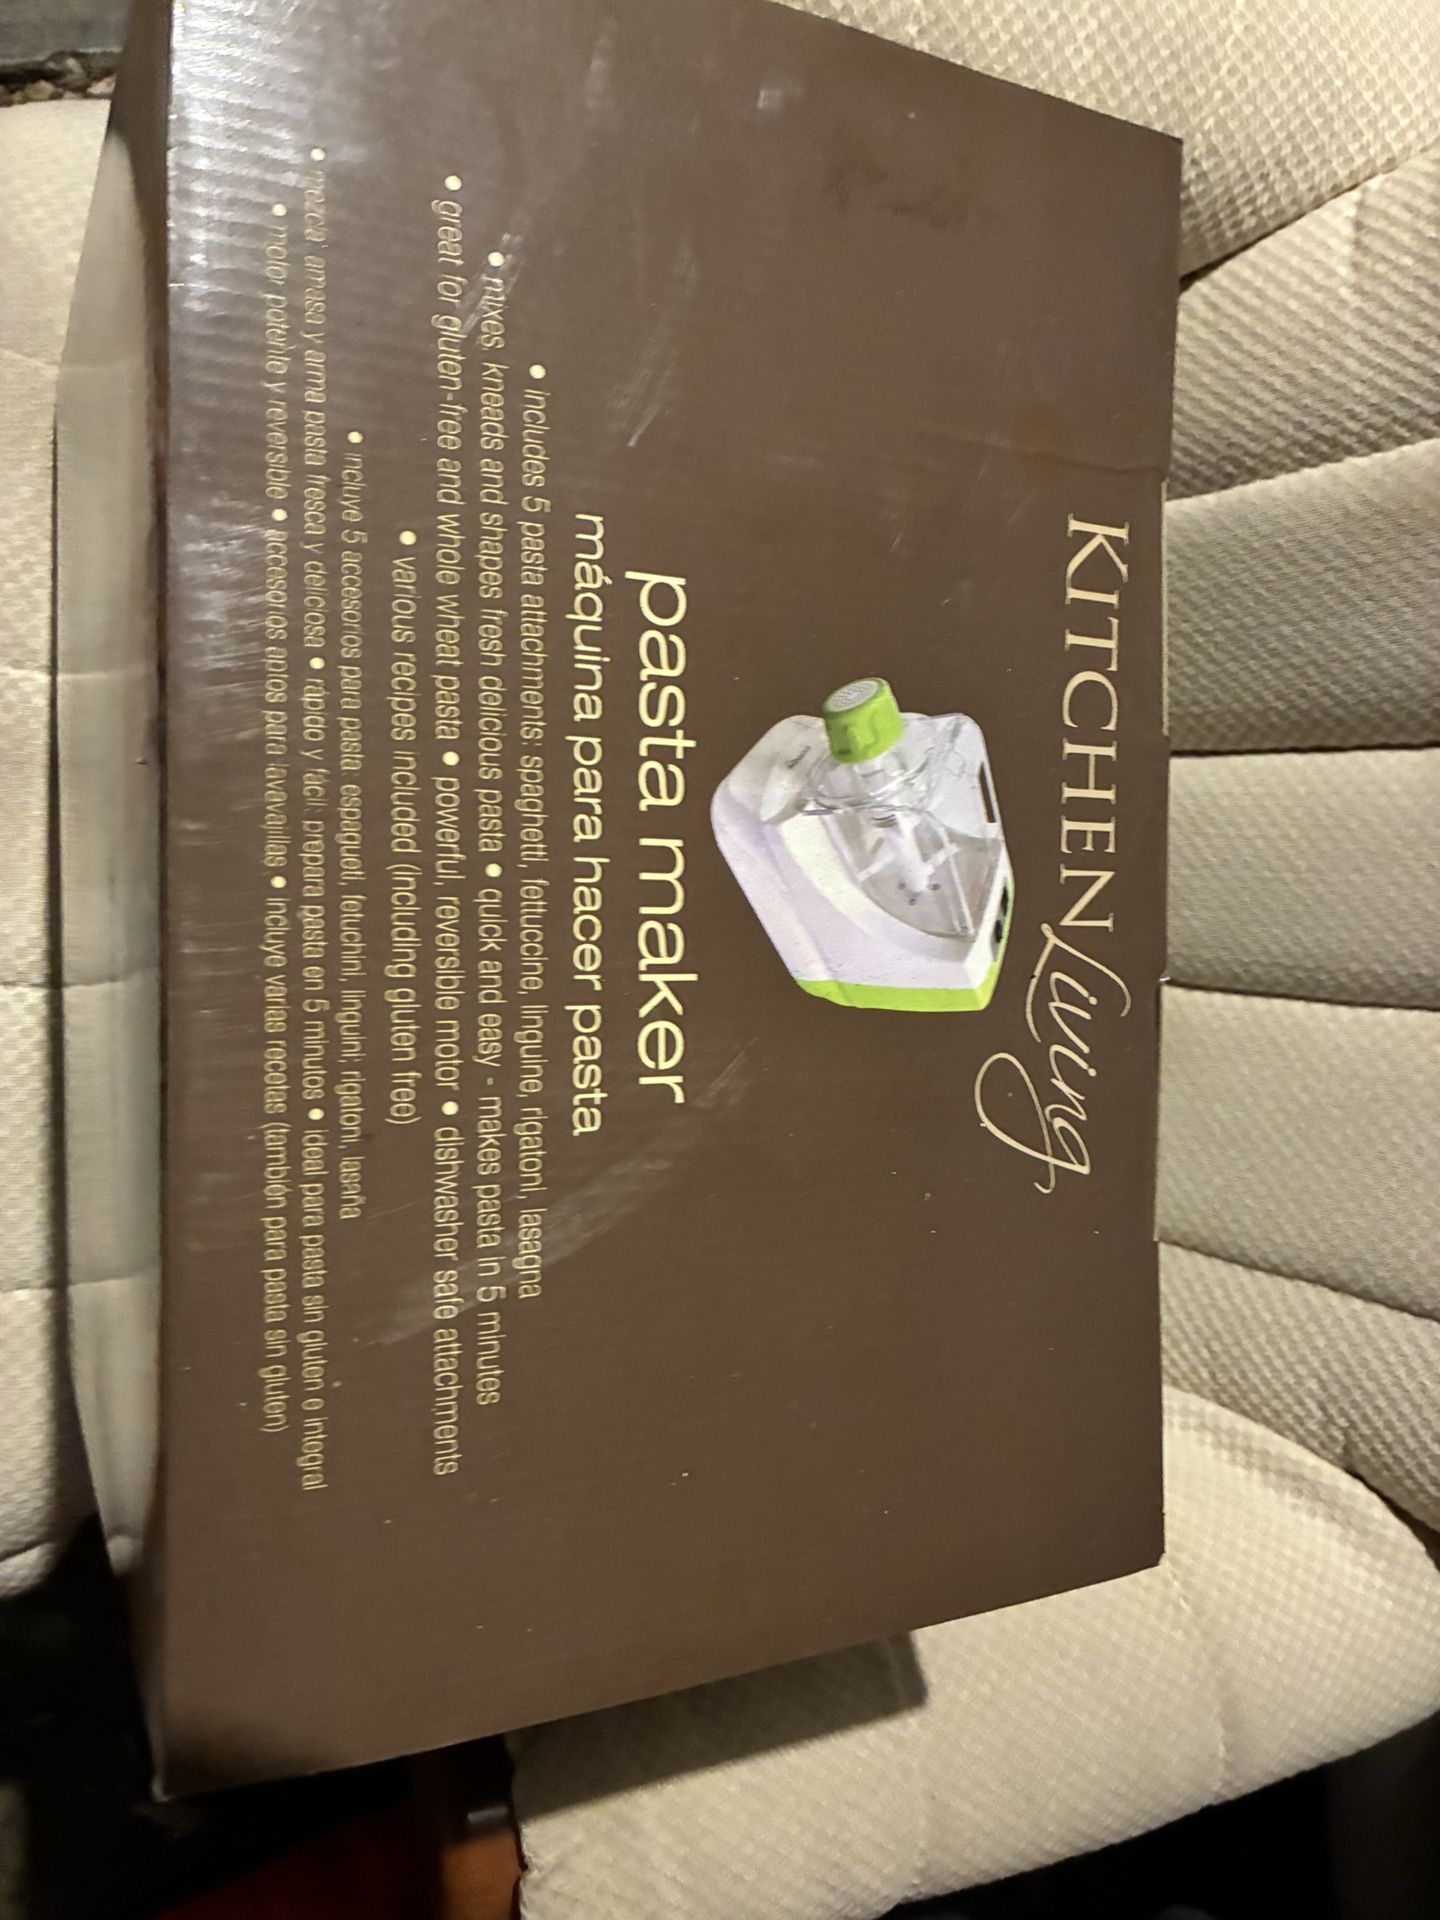 KITCHEN Living
pasta maker
máquina para hacer pasta
• includes 5 pasta attachments: spaghetti, fettuccine, linguine, rigatoni, lasagna
• mixes, kneads and shapes fresh delicious pasta • quick and easy - makes pasta in 5 minutes
• great for gluten-free and whole wheat pasta • powerful, reversible motor • dishwasher safe attachments
• various recipes included (including gluten free)
• incluye 5 accesorios para pasta: espagueti, fetuchini, linguini, rigatoni, lasaña
• mezcla, amasa y arma pasta fresca y deliciosa • rápido y fácil: prepara pasta en 5 minutos • ideal para pasta sin gluten o integral
• motor potente y reversible • accesorios aptos para lavavajillas • incluye varias recetas (también para pasta sin gluten)